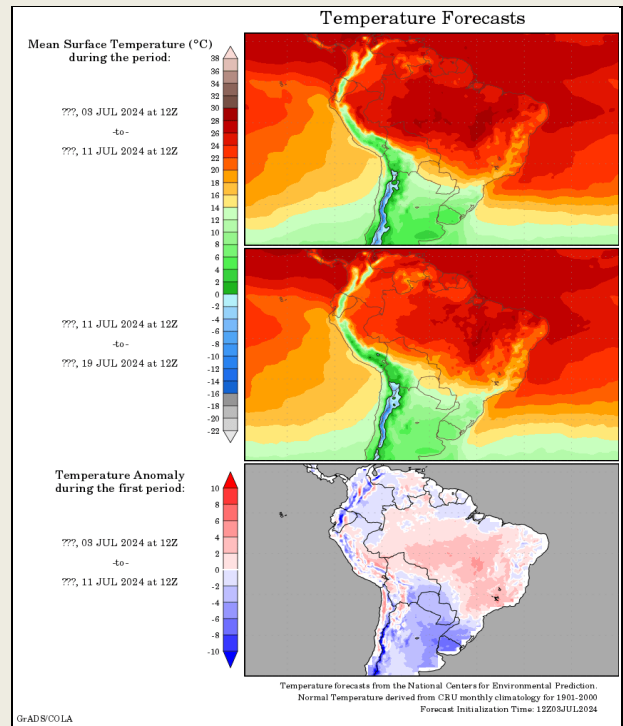 Temperature Forecasts
Mean Surface Temperature (°C)
during the period:
38
36
34
32
30
28
26
24
22
20
18
16
14
12
10
8
6
4
2
0
-2
-4
-6
-8
-10
-12
-14
-16
-18
-20
-22
???, 03 JUL 2024 at 12Z
-to-
???, 11 JUL 2024 at 12Z
???, 11 JUL 2024 at 12Z
-to-
???, 19 JUL 2024 at 12Z
Temperature Anomaly
during the first period:
10
8
6
4
2
0
-2
-4
-6
-8
-10
???, 03 JUL 2024 at 12Z
-to-
???, 11 JUL 2024 at 12Z
Temperature forecasts from the National Centers for Environmental Prediction.
Normal Temperature derived from CRU monthly climatology for 1901-2000
Forecast Initialization Time: 12Z03JUL2024
GrADS/COLA